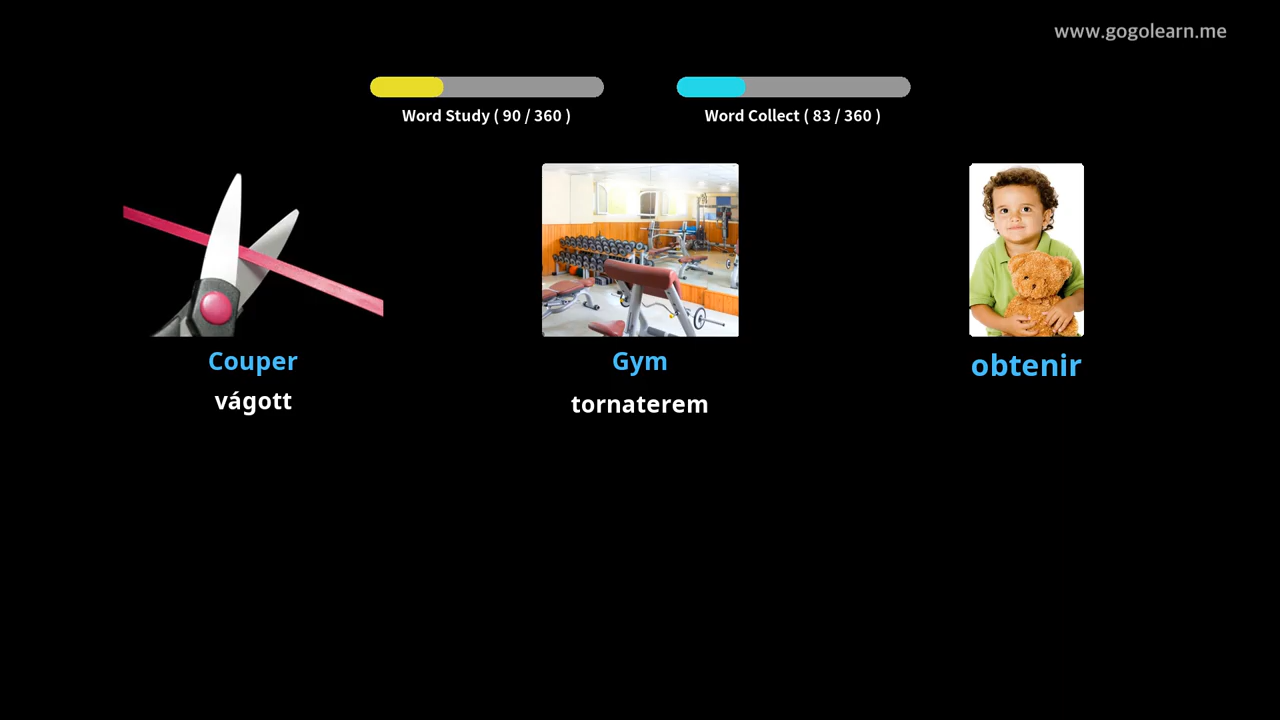 www.gogolearn.me
Word Study ( 90 / 360 )
Word Collect ( 83 / 360 )
Couper
Gym
obtenir
vágott
tornaterem